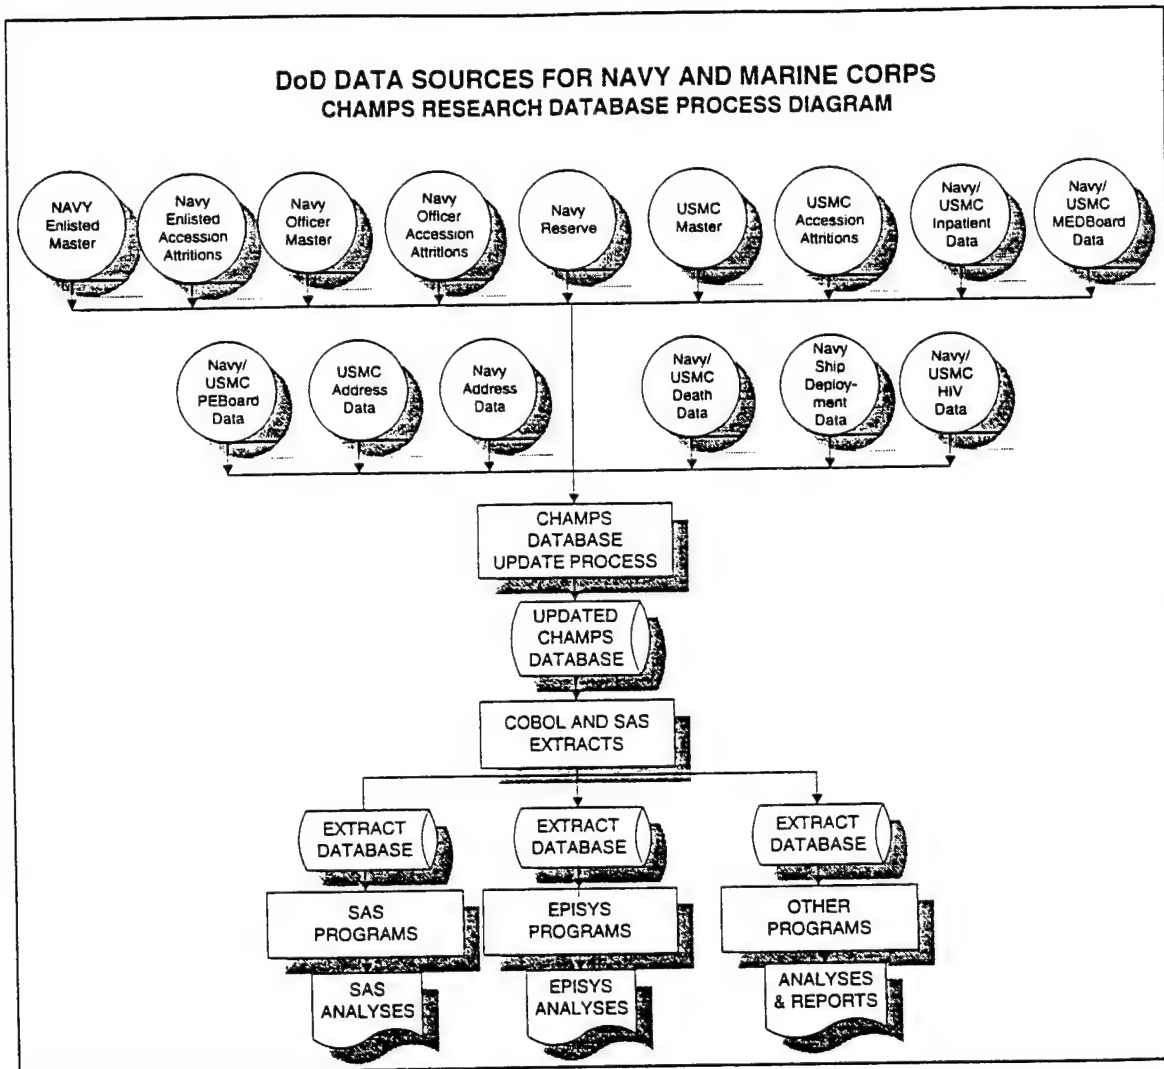 DoD DATA SOURCES FOR NAVY AND MARINE CORPS
CHAMPS RESEARCH DATABASE PROCESS DIAGRAM
NAVY
Enlisted
Master
Navy
Enlisted
Accession
Attritions
Navy
Officer
Master
Navy
Officer
Accession
Attritions
Navy
Reserve
USMC
Master
USMC
Accession
Attritions
Navy/
USMC
Inpatient
Data
Navy/
USMC
MEDBoard
Data
Navy/
USMC
PEBoard
Data
USMC
Address
Data
Navy
Address
Data
Navy/
USMC
Death
Data
Navy
Ship
Deploy-
ment
Data
Navy/
USMC
HIV
Data
CHAMPS
DATABASE
UPDATE PROCESS
UPDATED
CHAMPS
DATABASE
COBOL AND SAS
EXTRACTS
EXTRACT
DATABASE
EXTRACT
DATABASE
EXTRACT
DATABASE
SAS
PROGRAMS
EPISYS
PROGRAMS
OTHER
PROGRAMS
SAS
ANALYSES
EPISYS
ANALYSES
ANALYSES
& REPORTS